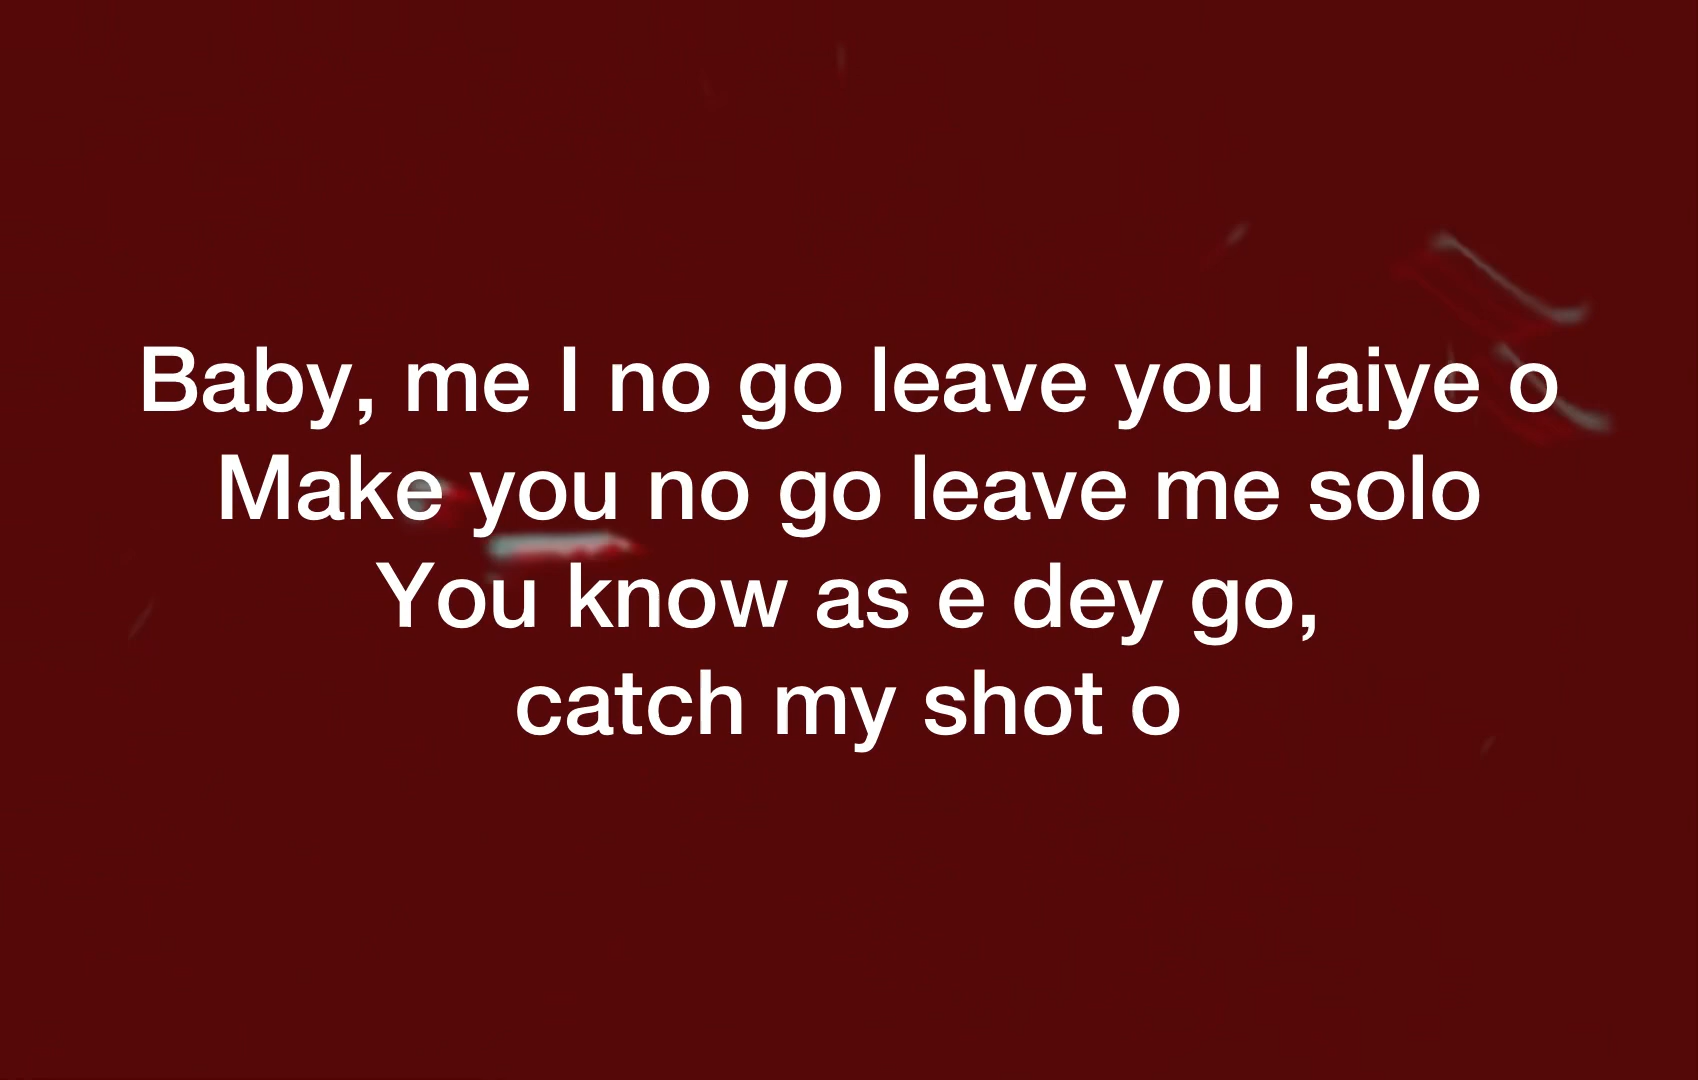 Baby, me I no go leave you laiye o
Make you no go leave me solo
You know as e dey go,
catch my shot o